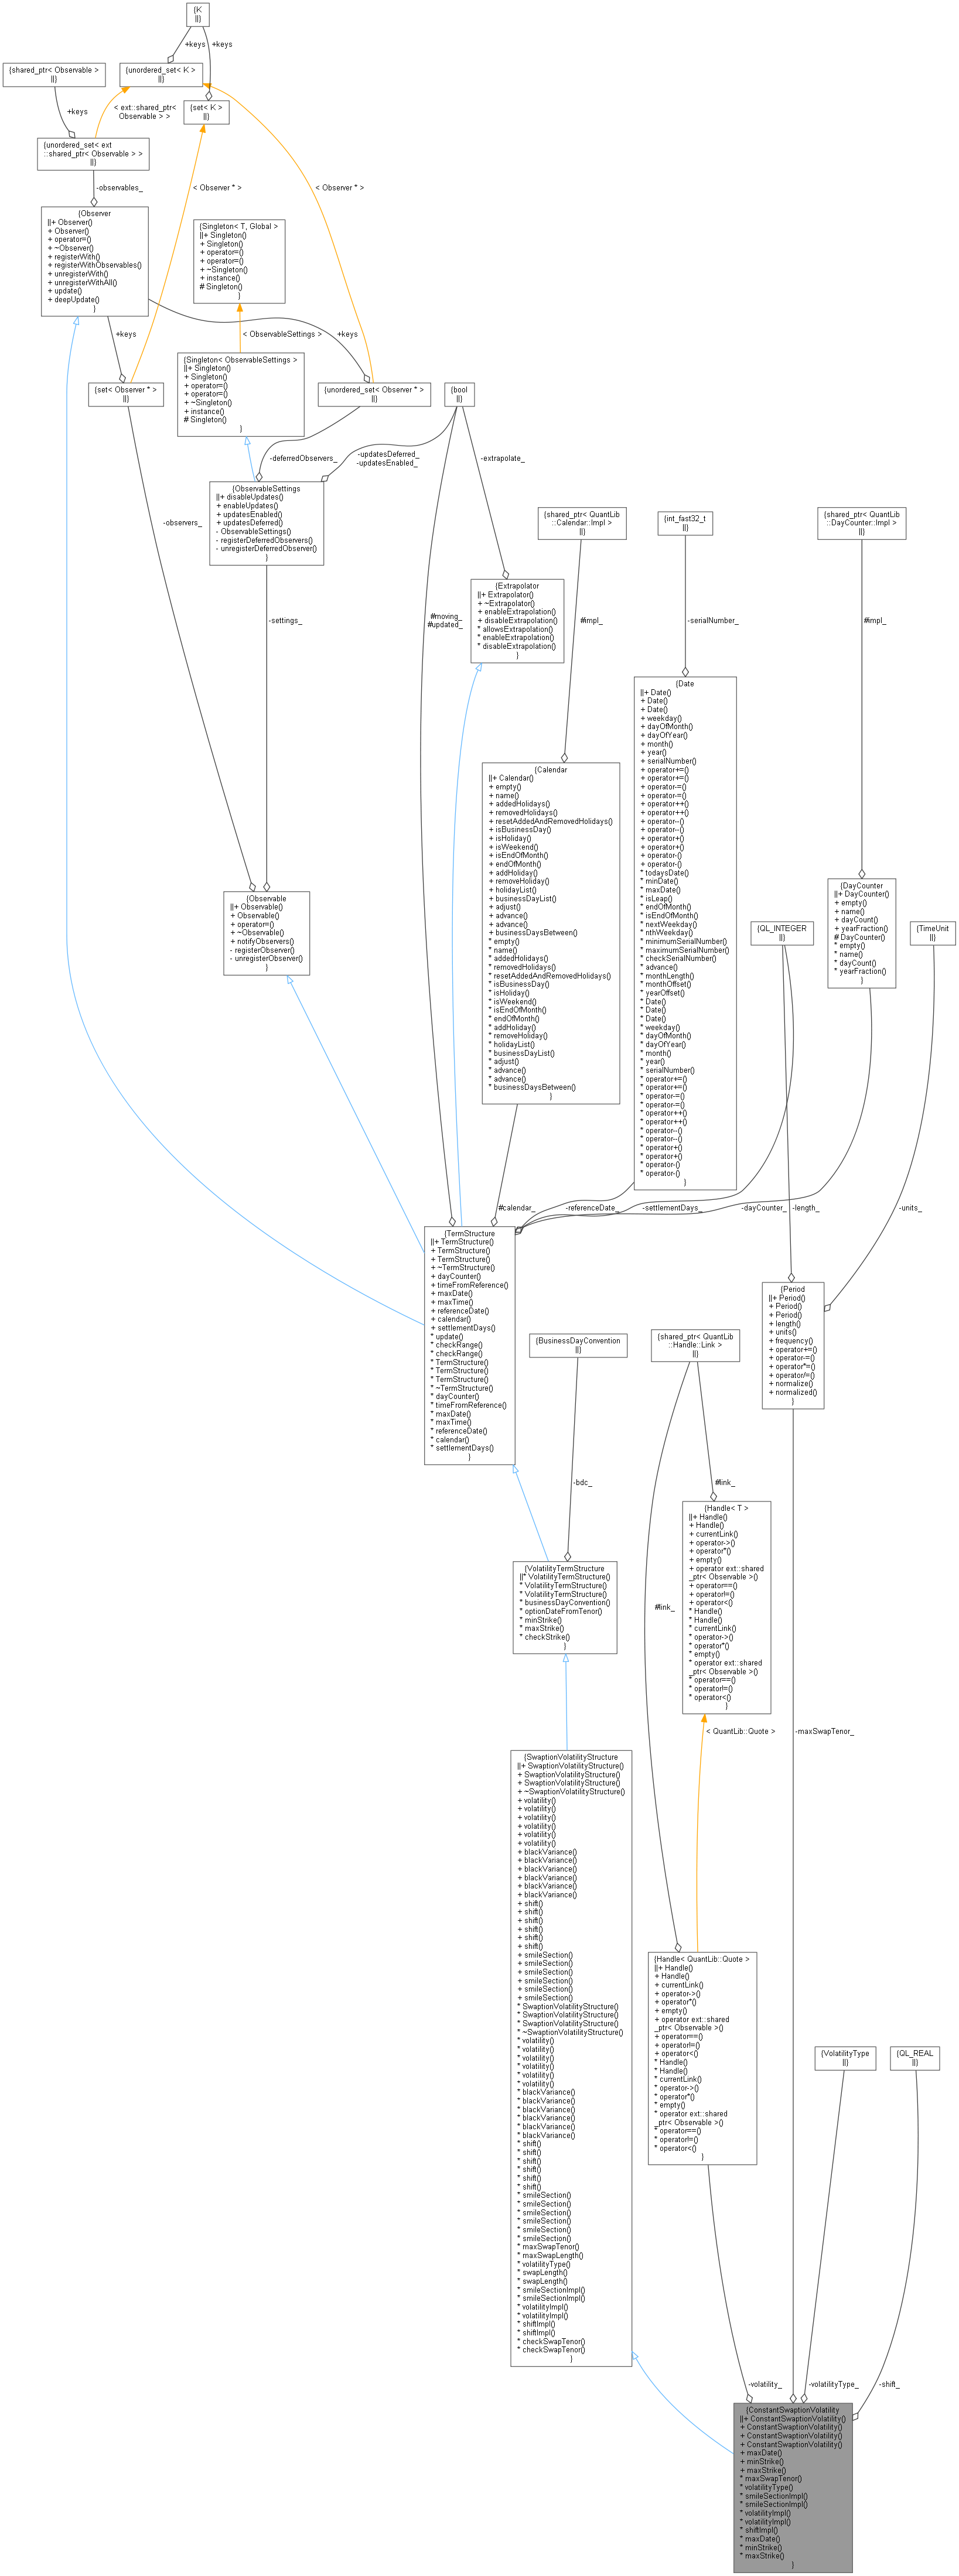 {K
||}
+keys
+keys
{shared_ptr< Observable >
||}
{unordered_set< K >
||}
+keys
< ext::shared_ptr<
Observable > >
{set< K >
||}
{unordered_set< ext
::shared_ptr< Observable > >
||}
-observables_
< Observer * >
< Observer * >
{Observer
||+ Observer()
+ Observer()
+ operator=()
+ ~Observer()
+ registerWith()
+ registerWithObservables()
+ unregisterWith()
+ unregisterWithAll()
+ update()
+ deepUpdate()
}
{Singleton< T, Global >
||+ Singleton()
+ Singleton()
+ operator=()
+ operator=()
+ ~Singleton()
+ instance()
# Singleton()
}
+keys
< ObservableSettings >
+keys
{Singleton< ObservableSettings >
||+ Singleton()
+ Singleton()
+ operator=()
+ operator=()
+ ~Singleton()
+ instance()
# Singleton()
}
{set< Observer * >
||}
{unordered_set< Observer * >
||}
{bool
||}
-deferredObservers_
-updatesDeferred_
-updatesEnabled_
-extrapolate_
{ObservableSettings
||+ disableUpdates()
+ enableUpdates()
+ updatesEnabled()
+ updatesDeferred()
- ObservableSettings()
- registerDeferredObservers()
- unregisterDeferredObserver()
}
-observers_
{shared_ptr< QuantLib
::Calendar::Impl >
||}
{int_fast32_t
||}
{shared_ptr< QuantLib
::DayCounter::Impl >
||}
-settings_
#moving_
#updated_
{Extrapolator
||+ Extrapolator()
+ ~Extrapolator()
+ enableExtrapolation()
+ disableExtrapolation()
* allowsExtrapolation()
* enableExtrapolation()
* disableExtrapolation()
}
#impl_
-serialNumber_
#impl_
{Date
||+ Date()
+ Date()
+ Date()
+ weekday()
+ dayOfMonth()
+ dayOfYear()
+ month()
+ year()
+ serialNumber()
+ operator+=()
+ operator+=()
+ operator-=()
+ operator-=()
+ operator++()
+ operator++()
+ operator--()
+ operator--()
+ operator+()
+ operator+()
+ operator-()
+ operator-()
* todaysDate()
* minDate()
* maxDate()
* isLeap()
* endOfMonth()
* isEndOfMonth()
* nextWeekday()
* nthWeekday()
* minimumSerialNumber()
* maximumSerialNumber()
* checkSerialNumber()
* advance()
* monthLength()
* monthOffset()
* yearOffset()
* Date()
* Date()
* Date()
* weekday()
* dayOfMonth()
* dayOfYear()
* month()
* year()
* serialNumber()
* operator+=()
* operator+=()
* operator-=()
* operator-=()
* operator++()
* operator++()
* operator--()
* operator--()
* operator+()
* operator+()
* operator-()
* operator-()
}
{Calendar
||+ Calendar()
+ empty()
+ name()
+ addedHolidays()
+ removedHolidays()
+ resetAddedAndRemovedHolidays()
+ isBusinessDay()
+ isHoliday()
+ isWeekend()
+ isEndOfMonth()
+ endOfMonth()
+ addHoliday()
+ removeHoliday()
+ holidayList()
+ businessDayList()
+ adjust()
+ advance()
+ advance()
+ businessDaysBetween()
* empty()
* name()
* addedHolidays()
* removedHolidays()
* resetAddedAndRemovedHolidays()
* isBusinessDay()
* isHoliday()
* isWeekend()
* isEndOfMonth()
* endOfMonth()
* addHoliday()
* removeHoliday()
* holidayList()
* businessDayList()
* adjust()
* advance()
* advance()
* businessDaysBetween()
}
{DayCounter
||+ DayCounter()
+ empty()
+ name()
+ dayCount()
+ yearFraction()
# DayCounter()
* empty()
* name()
* dayCount()
* yearFraction()
}
{Observable
||+ Observable()
+ Observable()
+ operator=()
+ ~Observable()
+ notifyObservers()
- registerObserver()
- unregisterObserver()
}
{QL_INTEGER
||}
{TimeUnit
||}
#calendar_
-referenceDate_
-settlementDays_
-dayCounter_
-length_
-units_
{TermStructure
||+ TermStructure()
+ TermStructure()
+ TermStructure()
+ ~TermStructure()
+ dayCounter()
+ timeFromReference()
+ maxDate()
+ maxTime()
+ referenceDate()
+ calendar()
+ settlementDays()
* update()
* checkRange()
* checkRange()
* TermStructure()
* TermStructure()
* TermStructure()
* ~TermStructure()
* dayCounter()
* timeFromReference()
* maxDate()
* maxTime()
* referenceDate()
* calendar()
* settlementDays()
}
{Period
||+ Period()
+ Period()
+ Period()
+ length()
+ units()
+ frequency()
+ operator+=()
+ operator-=()
+ operator*=()
+ operator/=()
+ normalize()
+ normalized()
}
{BusinessDayConvention
||}
{shared_ptr< QuantLib
::Handle::Link >
||}
-bdc_
#link_
{Handle< T >
||+ Handle()
+ Handle()
+ currentLink()
+ operator->()
+ operator*()
+ empty()
+ operator ext::shared
_ptr< Observable >()
+ operator==()
+ operator!=()
+ operator<()
* Handle()
* Handle()
* currentLink()
* operator->()
* operator*()
* empty()
* operator ext::shared
_ptr< Observable >()
* operator==()
* operator!=()
* operator<()
}
{VolatilityTermStructure
||* VolatilityTermStructure()
* VolatilityTermStructure()
* VolatilityTermStructure()
* businessDayConvention()
* optionDateFromTenor()
* minStrike()
* maxStrike()
* checkStrike()
}
#link_
< QuantLib::Quote >
-maxSwapTenor_
{SwaptionVolatilityStructure
||+ SwaptionVolatilityStructure()
+ SwaptionVolatilityStructure()
+ SwaptionVolatilityStructure()
+ ~SwaptionVolatilityStructure()
+ volatility()
+ volatility()
+ volatility()
+ volatility()
+ volatility()
+ volatility()
+ blackVariance()
+ blackVariance()
+ blackVariance()
+ blackVariance()
+ blackVariance()
+ blackVariance()
+ shift()
+ shift()
+ shift()
+ shift()
+ shift()
+ shift()
+ smileSection()
+ smileSection()
+ smileSection()
+ smileSection()
+ smileSection()
+ smileSection()
* SwaptionVolatilityStructure()
* SwaptionVolatilityStructure()
* SwaptionVolatilityStructure()
* ~SwaptionVolatilityStructure()
* volatility()
* volatility()
* volatility()
* volatility()
* volatility()
* volatility()
* blackVariance()
* blackVariance()
* blackVariance()
* blackVariance()
* blackVariance()
* blackVariance()
* shift()
* shift()
* shift()
* shift()
* shift()
* shift()
* smileSection()
* smileSection()
* smileSection()
* smileSection()
* smileSection()
* smileSection()
* maxSwapTenor()
* maxSwapLength()
* volatilityType()
* swapLength()
* swapLength()
* smileSectionImpl()
* smileSectionImpl()
* volatilityImpl()
* volatilityImpl()
* shiftImpl()
* shiftImpl()
* checkSwapTenor()
* checkSwapTenor()
}
{Handle< QuantLib::Quote >
||+ Handle()
+ Handle()
+ currentLink()
+ operator->()
+ operator*()
+ empty()
+ operator ext::shared
_ptr< Observable >()
+ operator==()
+ operator!=()
+ operator<()
* Handle()
* Handle()
* currentLink()
* operator->()
* operator*()
* empty()
* operator ext::shared
_ptr< Observable >()
* operator==()
* operator!=()
* operator<()
}
{VolatilityType
||}
{QL_REAL
||}
-volatility_
-volatilityType_
-shift_
{ConstantSwaptionVolatility
||+ ConstantSwaptionVolatility()
+ ConstantSwaptionVolatility()
+ ConstantSwaptionVolatility()
+ ConstantSwaptionVolatility()
+ maxDate()
+ minStrike()
+ maxStrike()
* maxSwapTenor()
* volatilityType()
* smileSectionImpl()
* smileSectionImpl()
* volatilityImpl()
* volatilityImpl()
* shiftImpl()
* maxDate()
* minStrike()
* maxStrike()
}